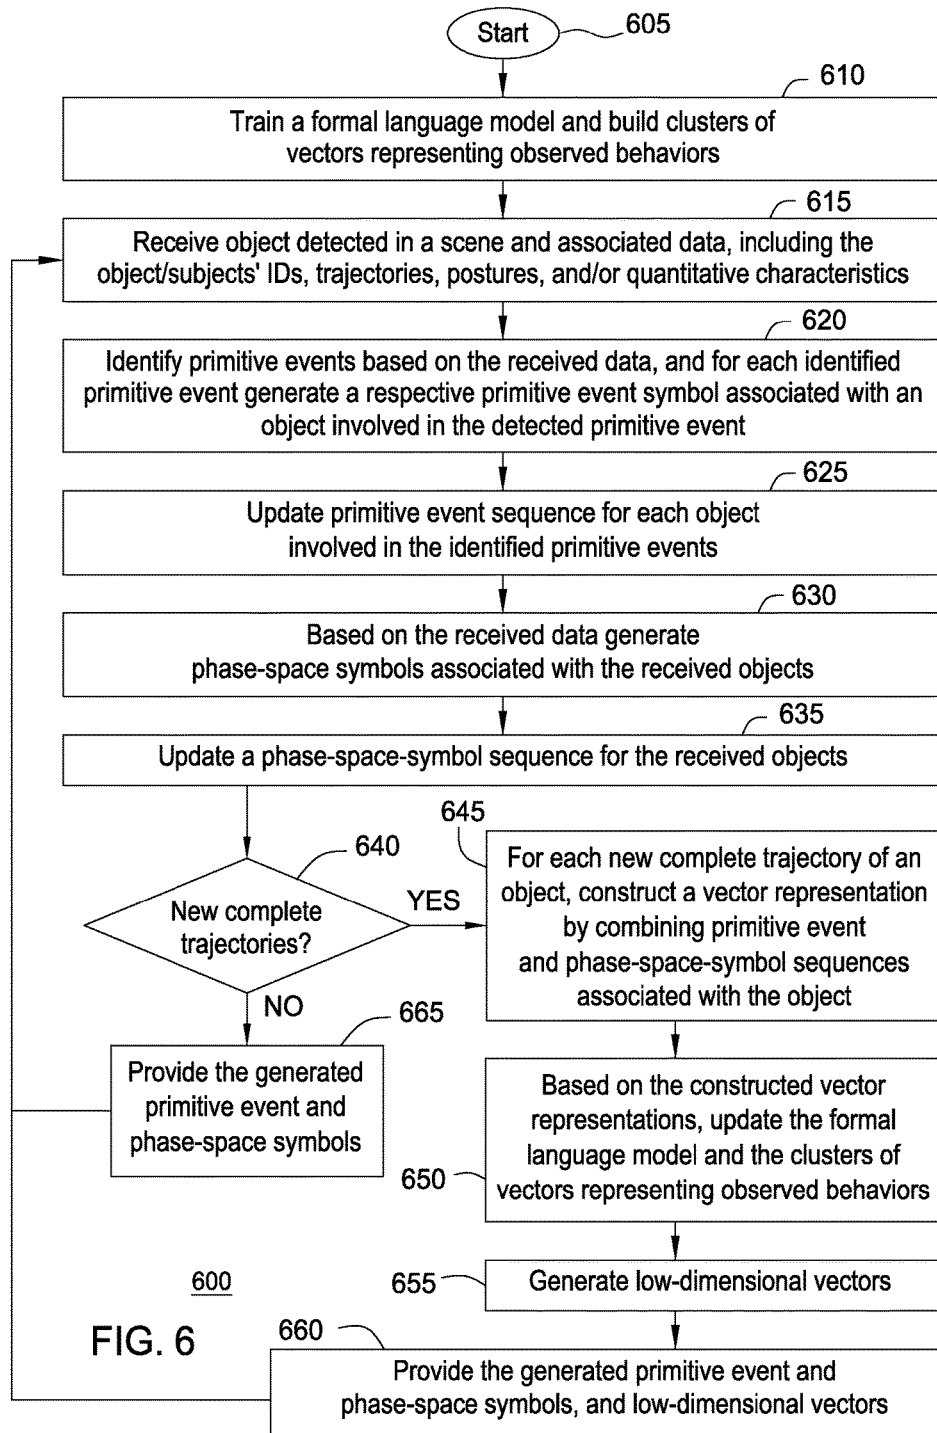 Start
605
610
Train a formal language model and build clusters of
vectors representing observed behaviors
615
Receive object detected in a scene and associated data, including the
object/subjects' IDs, trajectories, postures, and/or quantitative characteristics
620
Identify primitive events based on the received data, and for each identified
primitive event generate a respective primitive event symbol associated with an
object involved in the detected primitive event
625
Update primitive event sequence for each object
involved in the identified primitive events
630
Based on the received data generate
phase-space symbols associated with the received objects
635
Update a phase-space-symbol sequence for the received objects
640
New complete
trajectories?
YES
NO
645
For each new complete trajectory of an
object, construct a vector representation
by combining primitive event
and phase-space-symbol sequences
associated with the object
665
Provide the generated
primitive event and
phase-space symbols
650
Based on the constructed vector
representations, update the formal
language model and the clusters of
vectors representing observed behaviors
655
Generate low-dimensional vectors
660
Provide the generated primitive event and
phase-space symbols, and low-dimensional vectors
600
FIG. 6